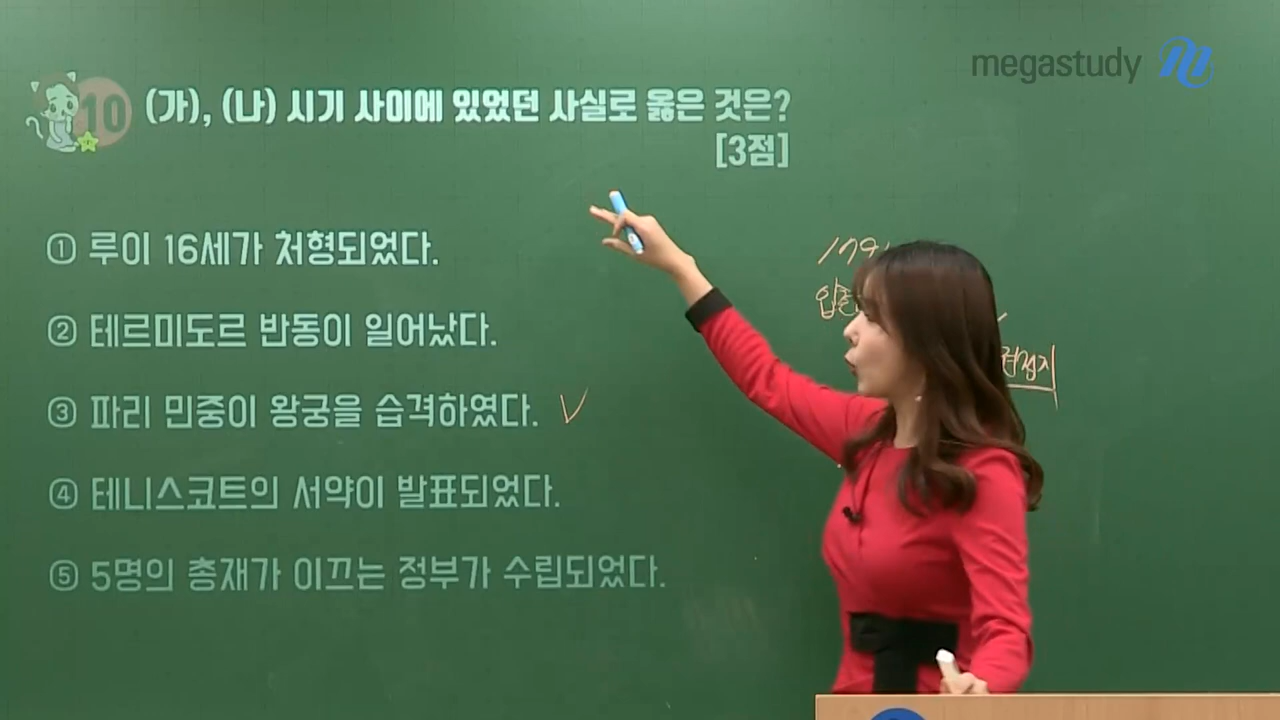 megastudy
10 (가), (나) 시기 사이에 있었던 사실로 옳은 것은?
[3점]
① 루이 16세가 처형되었다.
② 테르미도르 반동이 일어났다.
③ 파리 민중이 왕궁을 습격하였다. V
④ 테니스코트의 서약이 발표되었다.
⑤ 5명의 총재가 이끄는 정부가 수립되었다.